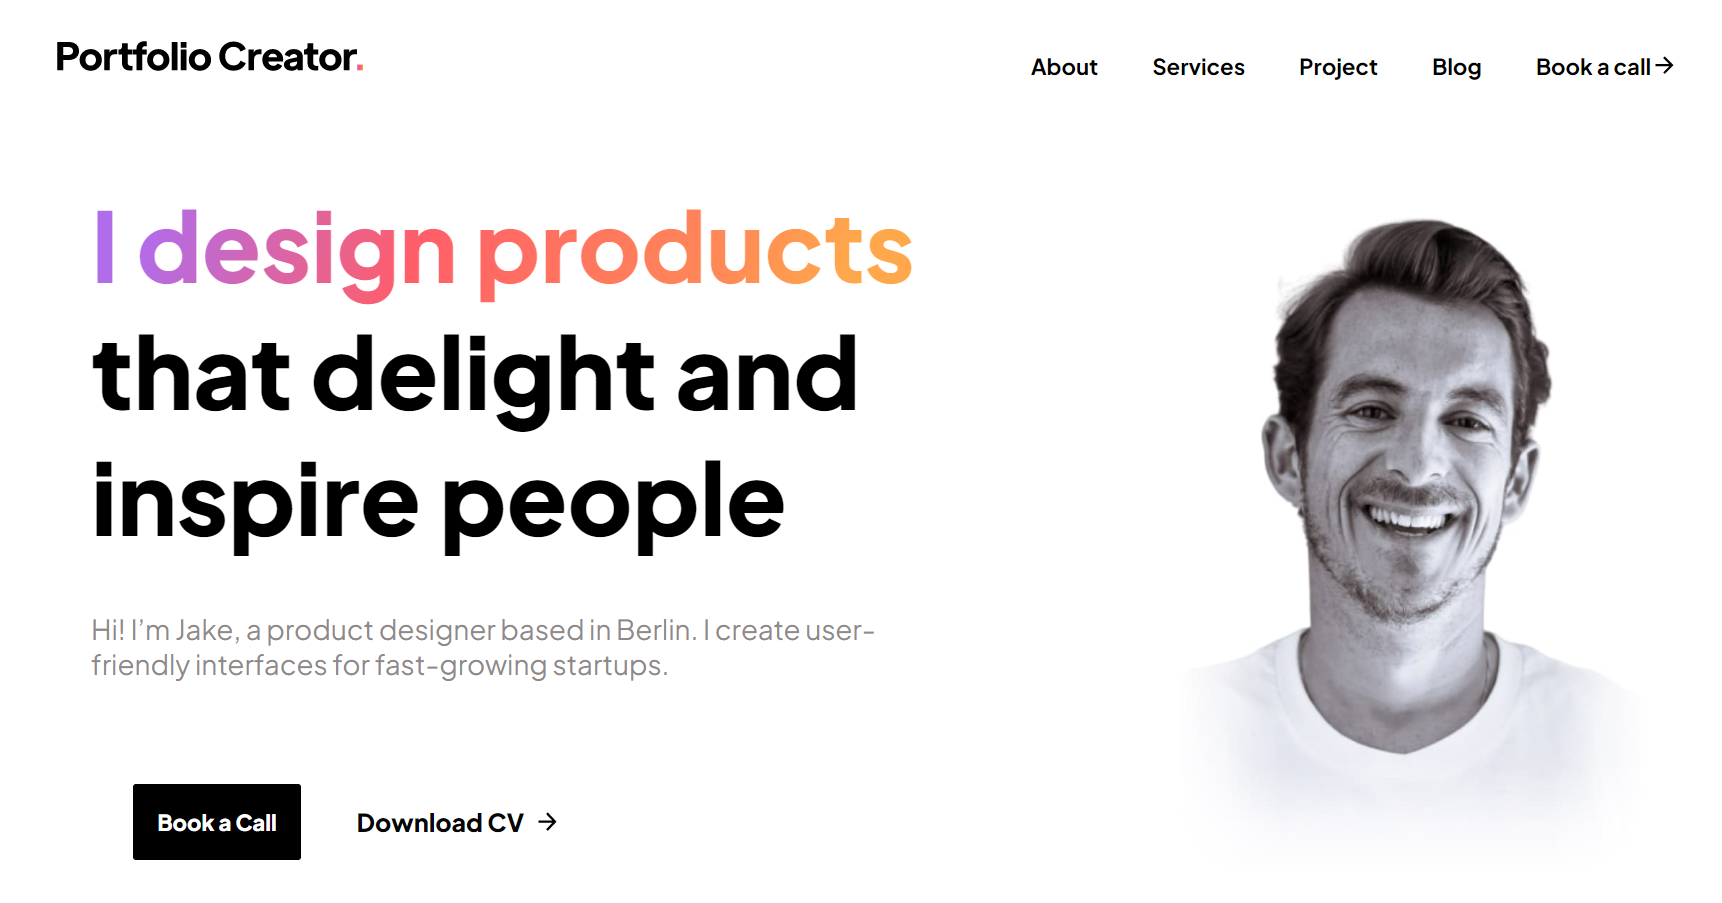 Portfolio Creator.
About Services Project Blog Book a call →
I design products
that delight and
inspire people
Hi! I’m Jake, a product designer based in Berlin. I create user-
friendly interfaces for fast-growing startups.
Book a Call Download CV →